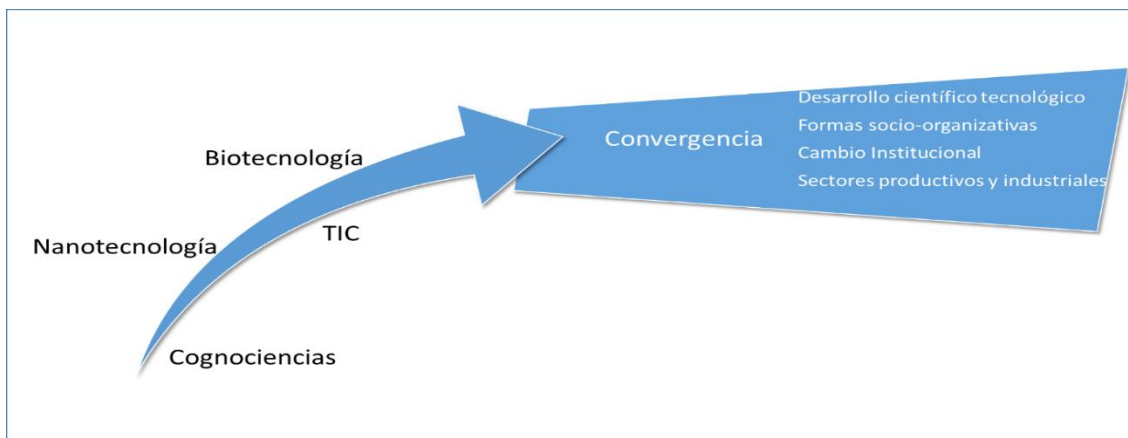 Biotecnología
Nanotecnología
TIC
Cognociencias
Convergencia
Desarrollo científico tecnológico
Formas socio-organizativas
Cambio Institucional
Sectores productivos y industriales